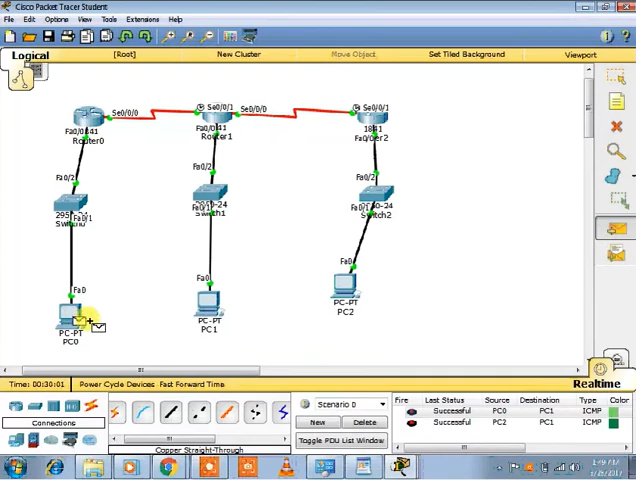 Cisco Packet Tracer Student
File Edit Options View Tools Extensions Help
Logical [Root] New Cluster Move Object Set Tiled Background Viewport
Se0/0/0 Se0/0/1 Se0/0/0 Se0/0/1
Router0 Router1
1841
Fa0/2 Fa0/2 Fa0/2
Fa0/1
Switch1 Switch2
Fa0 Fa0 Fa0
PC-PT
PC0
PC-PT
PC1
PC-PT
PC2
Time: 00:30:01 Power Cycle Devices Fast Forward Time Realtime
Connections
Copper Straight-Through
Scenario 0
New Delete
Toggle PDU List Window
Fire Last Status Source Destination Type Color
Successful PC0 PC1 ICMP
Successful PC2 PC1 ICMP